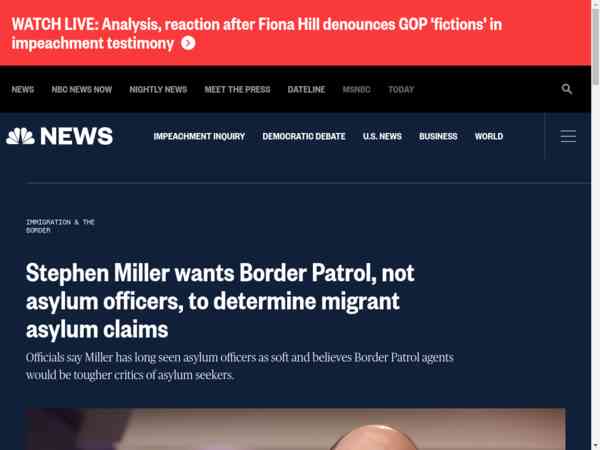 WATCH LIVE: Analysis, reaction after Fiona Hill denounces GOP 'fictions' in
impeachment testimony
NEWS NBC NEWS NOW NIGHTLY NEWS MEET THE PRESS DATELINE MSNBC TODAY
NEWS IMPEACHMENT INQUIRY DEMOCRATIC DEBATE U.S. NEWS BUSINESS WORLD
IMMIGRATION & THE
BORDER
Stephen Miller wants Border Patrol, not
asylum officers, to determine migrant
asylum claims
Officials say Miller has long seen asylum officers as soft and believes Border Patrol agents
would be tougher critics of asylum seekers.